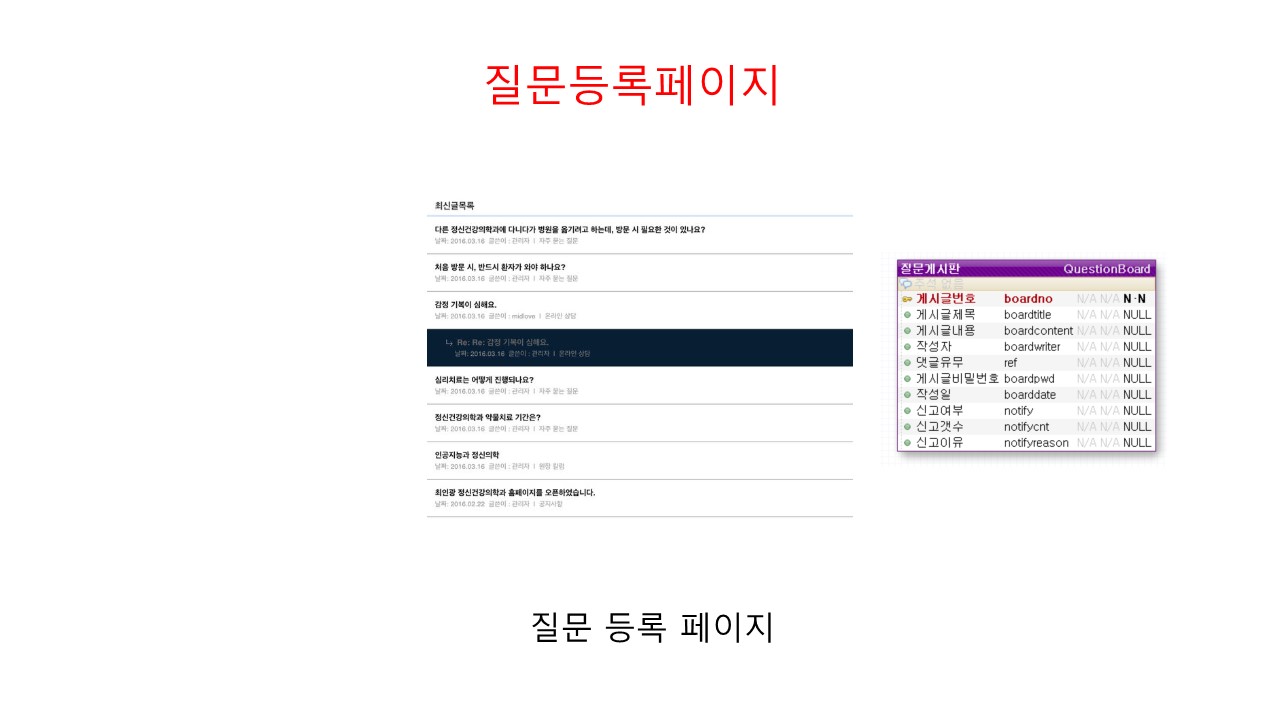 질문등록페이지
최신글목록
다른 정신건강의학과에 다니다가 병원을 옮기려고 하는데, 방문 시 필요한 것이 있나요?
날짜: 2016.03.16 글쓴이 : 관리자 | 자주 묻는 질문
처음 방문 시, 반드시 환자가 와야 하나요?
날짜: 2016.03.16 글쓴이 : 관리자 | 자주 묻는 질문
감정 기복이 심해요.
날짜: 2016.03.16 글쓴이 : midlove | 온라인 상담
↳ Re: Re: 감정 기복이 심해요.
날짜: 2016.03.16 글쓴이 : 관리자 | 온라인 상담
심리치료는 어떻게 진행되나요?
날짜: 2016.03.16 글쓴이 : 관리자 | 자주 묻는 질문
정신건강의학과 약물치료 기간은?
날짜: 2016.03.16 글쓴이 : 관리자 | 자주 묻는 질문
인공지능과 정신의학
날짜: 2016.03.16 글쓴이 : 관리자 | 원장 칼럼
최인광 정신건강의학과 홈페이지를 오픈하였습니다.
날짜: 2016.02.22 글쓴이 : 관리자 | 공지사항
질문게시판 QuestionBoard
주석 없음
게시글번호 boardno N/A N/A N-N
게시글제목 boardtitle N/A N/A NULL
게시글내용 boardcontent N/A N/A NULL
작성자 boardwriter N/A N/A NULL
댓글유무 ref N/A N/A NULL
게시글비밀번호 boardpwd N/A N/A NULL
작성일 boarddate N/A N/A NULL
신고여부 notify N/A N/A NULL
신고갯수 notifycnt N/A N/A NULL
신고이유 notifyreason N/A N/A NULL
질문 등록 페이지